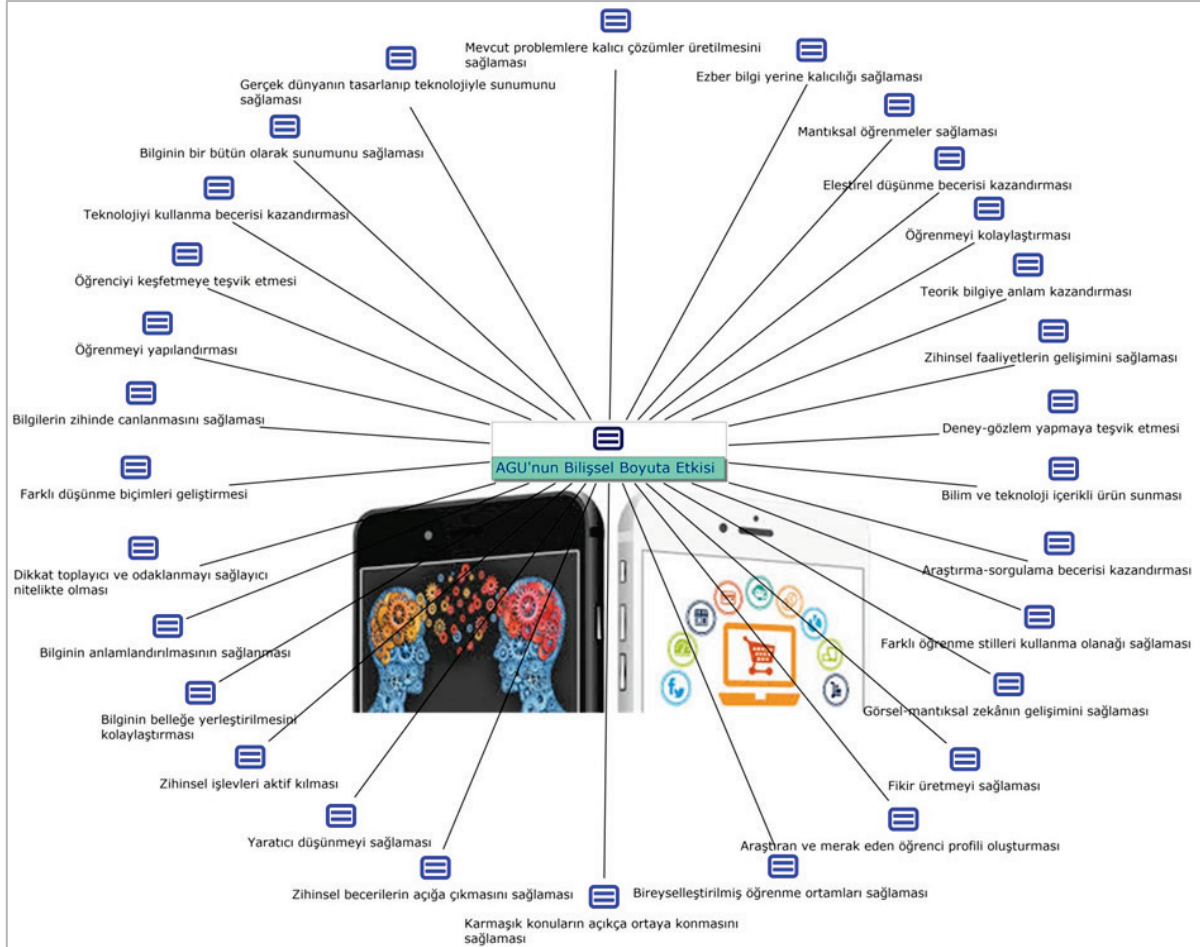 Mevcut problemlere kalıcı çözümler üretilmesini
sağlaması
Ezber bilgi yerine kalıcılığı sağlaması
Gerçek dünyanın tasarlanıp teknolojiyle sunumunu
sağlaması
Mantıksal öğrenmeler sağlaması
Bilginin bir bütün olarak sunumunu sağlaması
Eleştirel düşünme becerisi kazandırması
Teknolojiyi kullanma becerisi kazandırması
Öğrenmeyi kolaylaştırması
Öğrenciyi keşfetmeye teşvik etmesi
Teorik bilgiye anlam kazandırması
Öğrenmeyi yapılandırması
Zihinsel faaliyetlerin gelişimini sağlaması
Bilgilerin zihinde canlanmasını sağlaması
Deney-gözlem yapmaya teşvik etmesi
AGU'nun Bilişsel Boyuta Etkisi
Farklı düşünme biçimleri geliştirmesi
Bilim ve teknoloji içerikli ürün sunması
Dikkat toplayıcı ve odaklanmayı sağlayıcı
nitelikte olması
Araştırma-sorgulama becerisi kazandırması
Bilginin anlamlandırılmasının sağlanması
Farklı öğrenme stilleri kullanma olanağı sağlaması
Bilginin belleğe yerleştirilmesini
kolaylaştırması
Görsel-mantıksal zekânın gelişimini sağlaması
Zihinsel işlevleri aktif kılması
Fikir üretmeyi sağlaması
Yaratıcı düşünmeyi sağlaması
Araştıran ve merak eden öğrenci profili oluşturması
Zihinsel becerilerin açığa çıkmasını sağlaması
Bireyselleştirilmiş öğrenme ortamları sağlaması
Karmaşık konuların açıkça ortaya konmasını
sağlaması